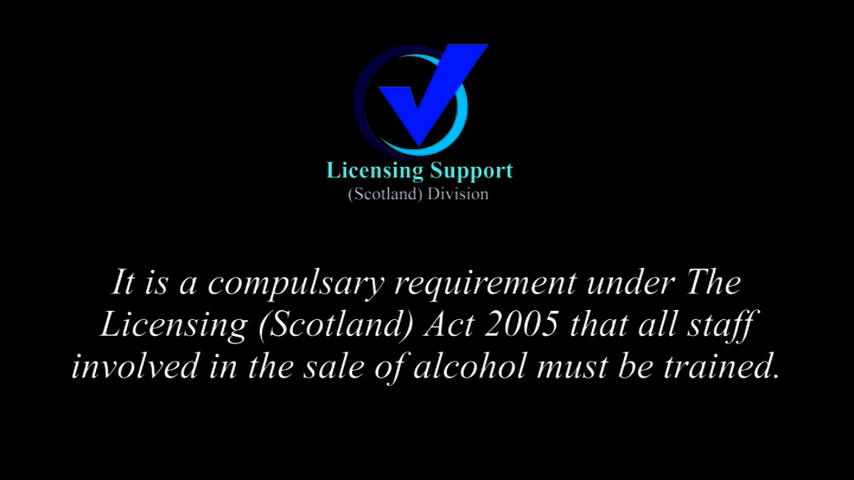 Licensing Support
(Scotland) Division
It is a compulsary requirement under The
Licensing (Scotland) Act 2005 that all staff
involved in the sale of alcohol must be trained.